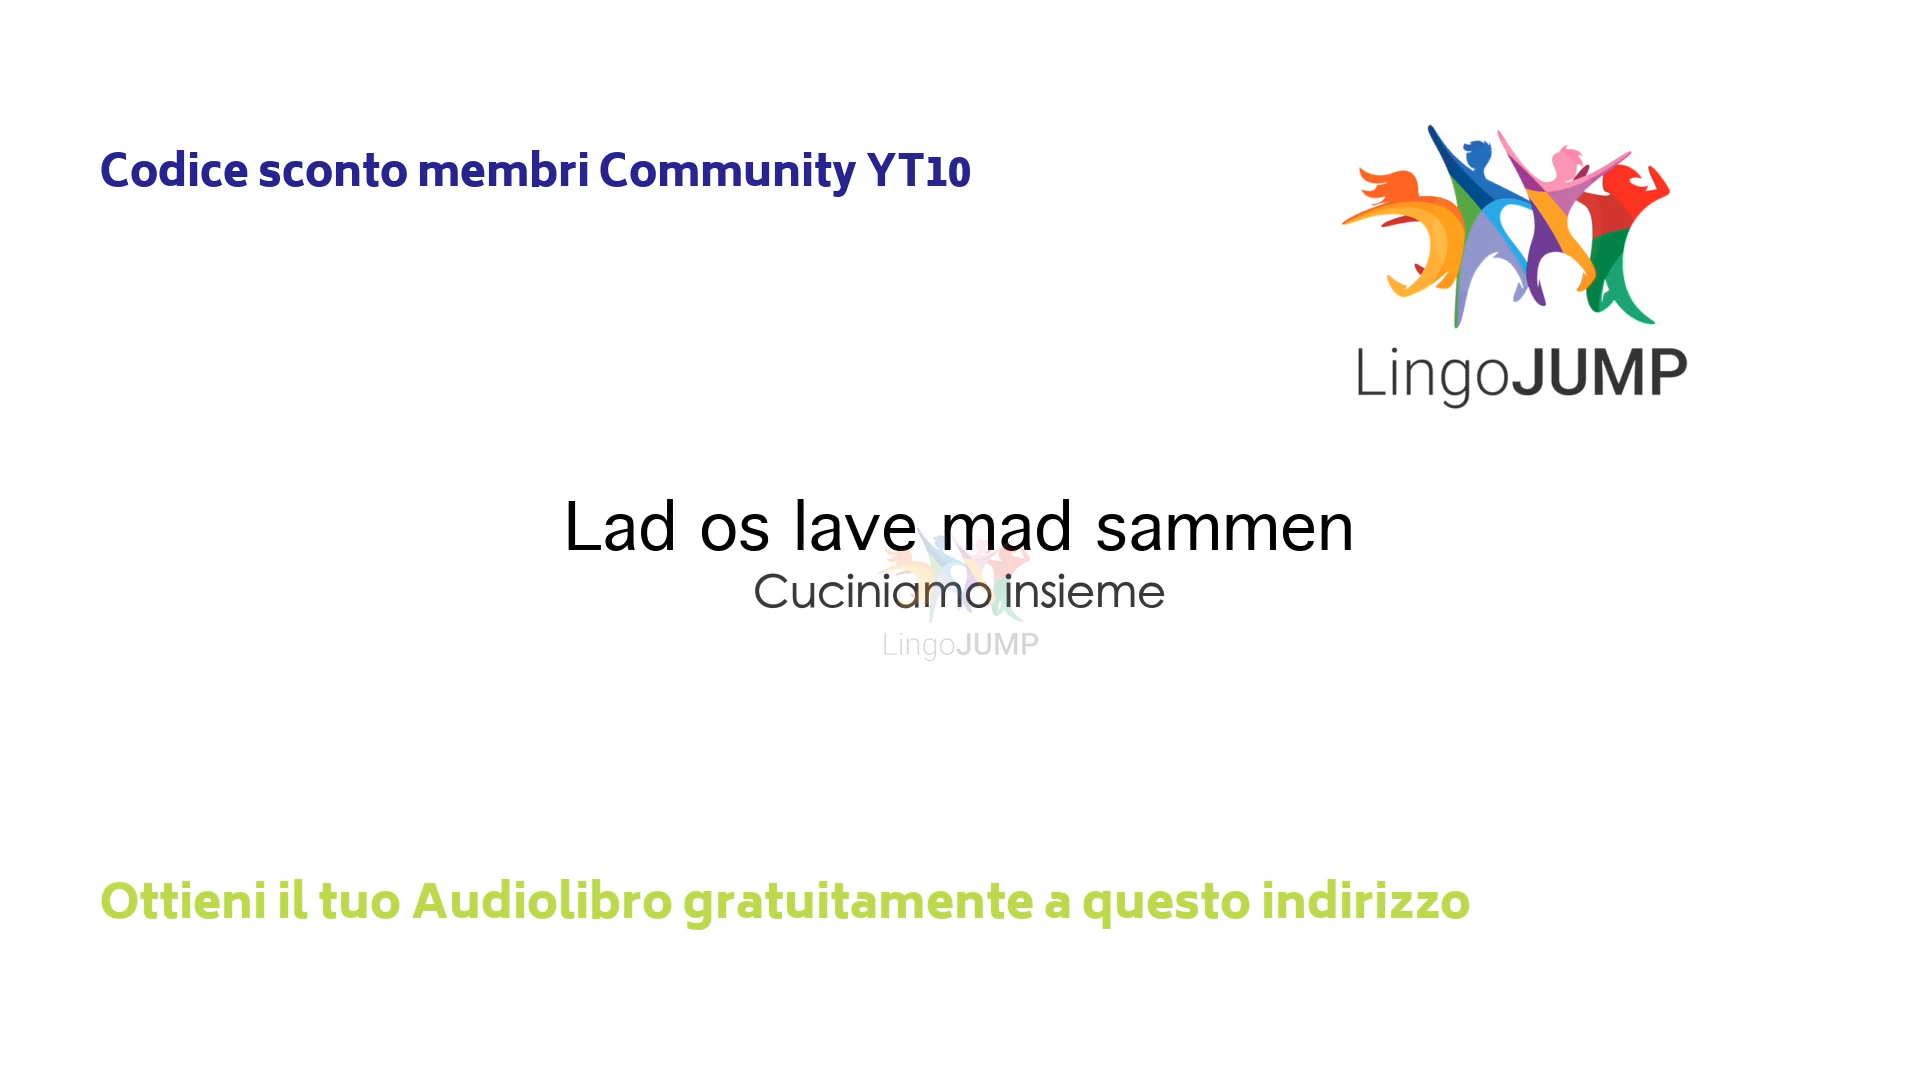 Codice sconto membri Community YT10
LingoJUMP
Lad os lave mad sammen
Cuciniamo insieme
LingoJUMP
Ottieni il tuo Audiolibro gratuitamente a questo indirizzo